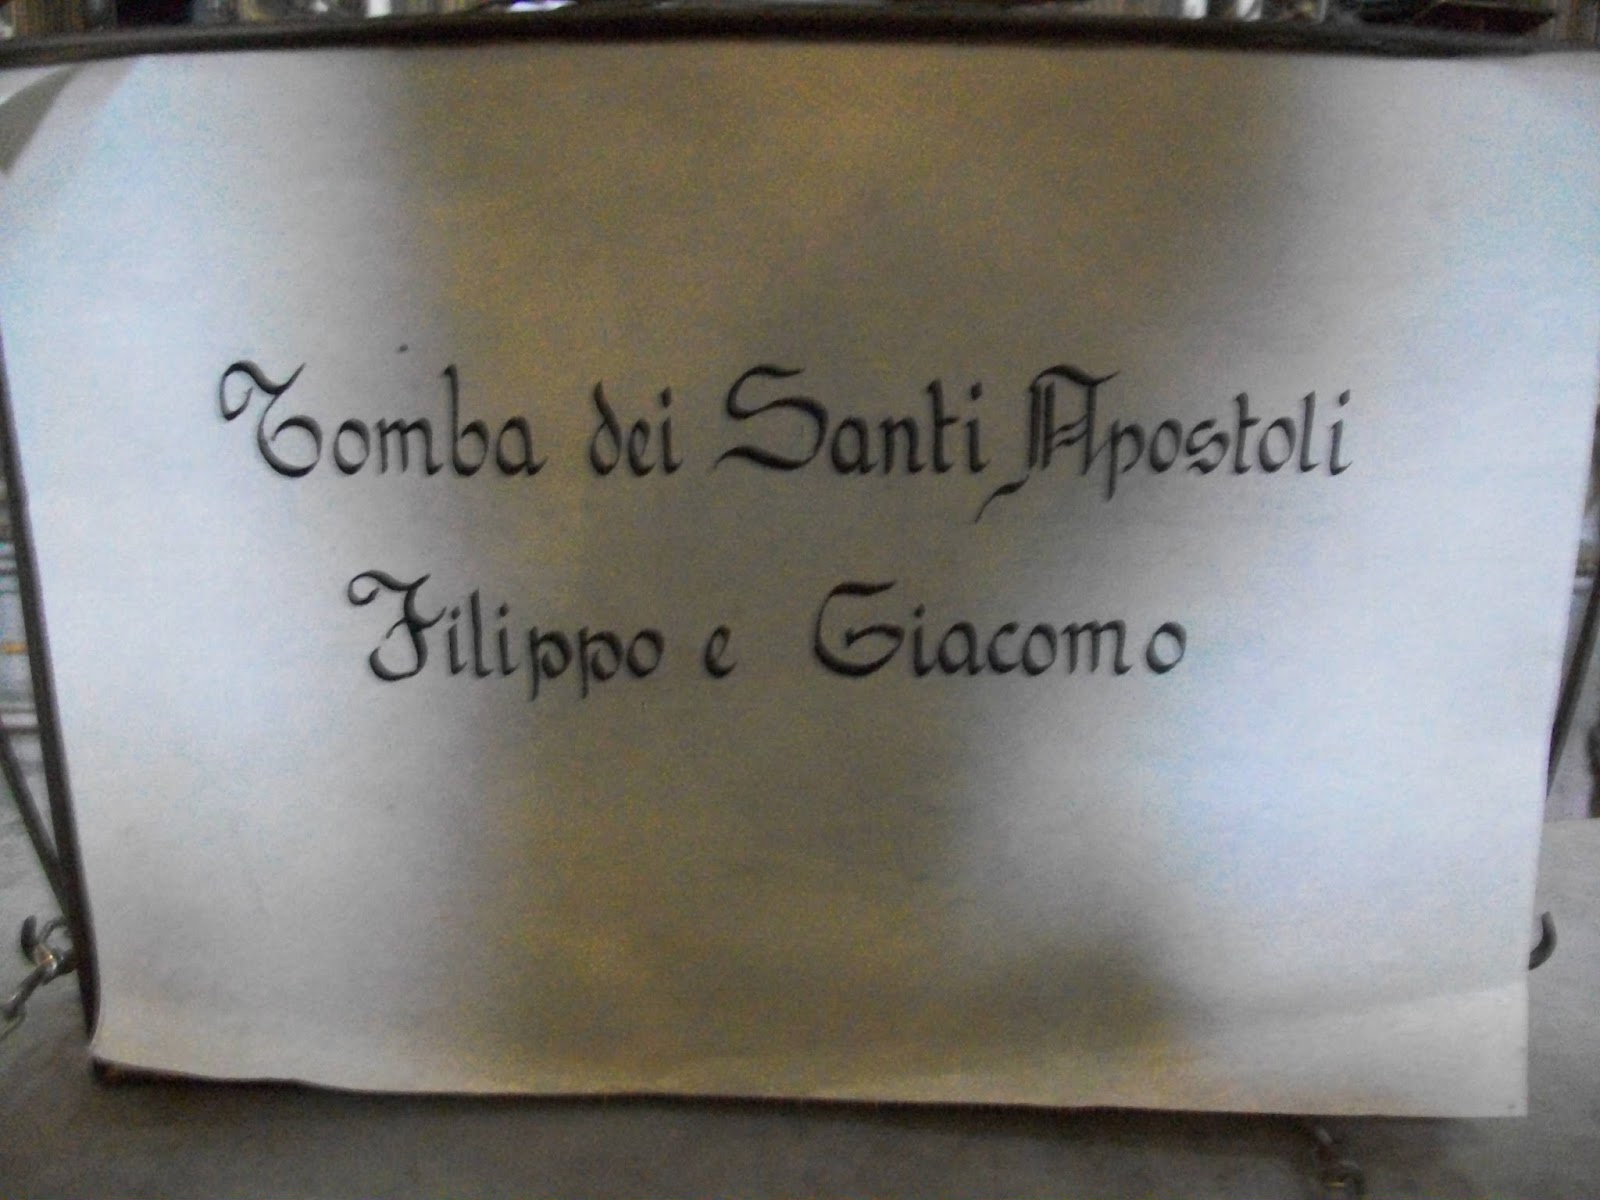 Tomba dei Santi Apostoli
Filippo e Giacomo